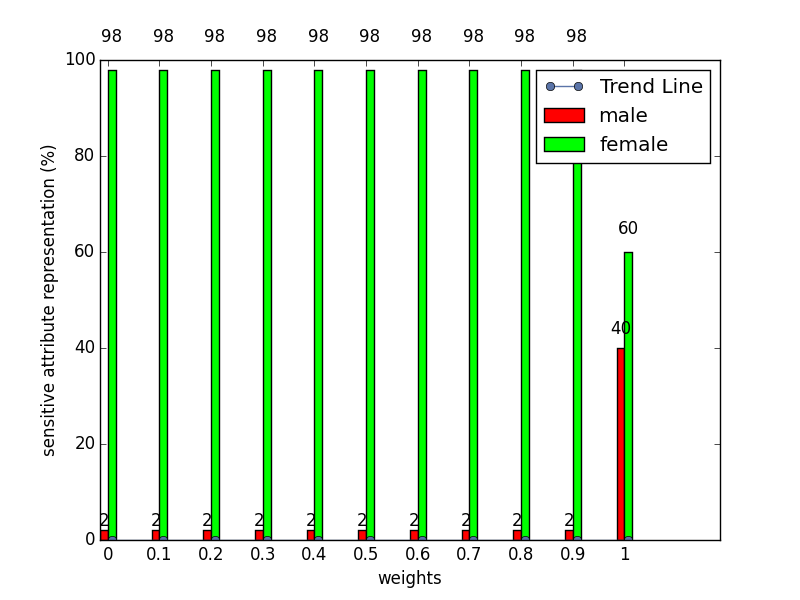 98 98 98 98 98 98 98 98 98 98
100
Trend Line
male
female
80
60
60
40
40
20
2 2 2 2 2 2 2 2 2 2
0
0 0.1 0.2 0.3 0.4 0.5 0.6 0.7 0.8 0.9 1
weights
sensitive attribute representation (%)